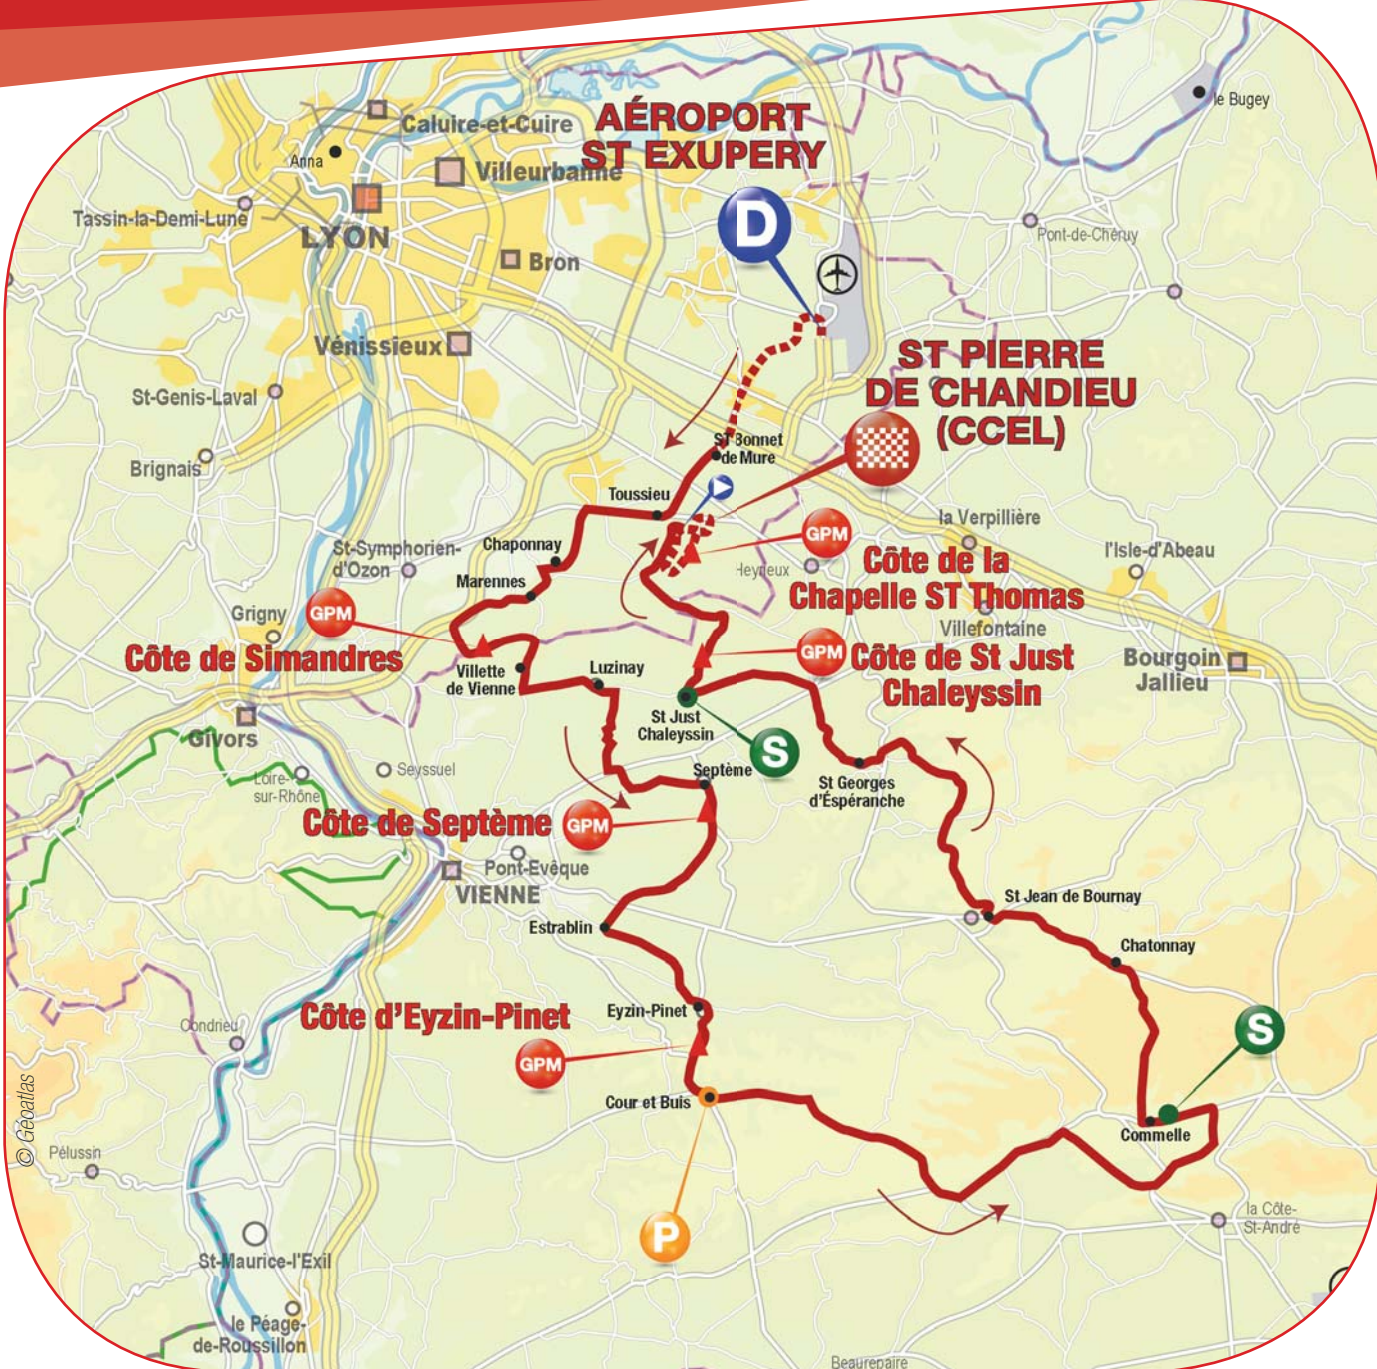 Caluire-et-Cuire
AÉROPORT
ST EXUPERY
le Bugey
Anna
Villeurbanne
Tassin-la-Demi-Lune
LYON
D
Pont-de-Chéruy
Bron
Vénissieux
ST PIERRE
DE CHANDIEU
(CCEL)
St-Genis-Laval
Brignais
ST Bonnet
de Mure
Toussieu
la Verpillière
GPM
Chaponnay
St-Symphorien-
d'Ozon
l'Isle-d'Abeau
Côte de la
Chapelle ST Thomas
Heyrieux
Marennes
GPM
Grigny
Villefontaine
Côte de Simandres
GPM
Côte de St Just
Chaleyssin
Bourgoin
Jallieu
Villette
de Vienne
Luzinay
St Just
Chaleyssin
Givors
S
Seyssuel
Loire-
sur-Rhône
Septème
St Georges
d'Éspéranche
Côte de Septème
GPM
Pont-Evêque
VIENNE
St Jean de Bournay
Estrablin
Chatonnay
Côte d'Eyzin-Pinet
Eyzin-Pinet
Condrieu
S
GPM
Cour et Buis
© Géoatlas
Commelle
Pélussin
la Côte-
St-André
P
St-Maurice-l'Exil
le Péage-
de-Roussillon
Beaurepaire